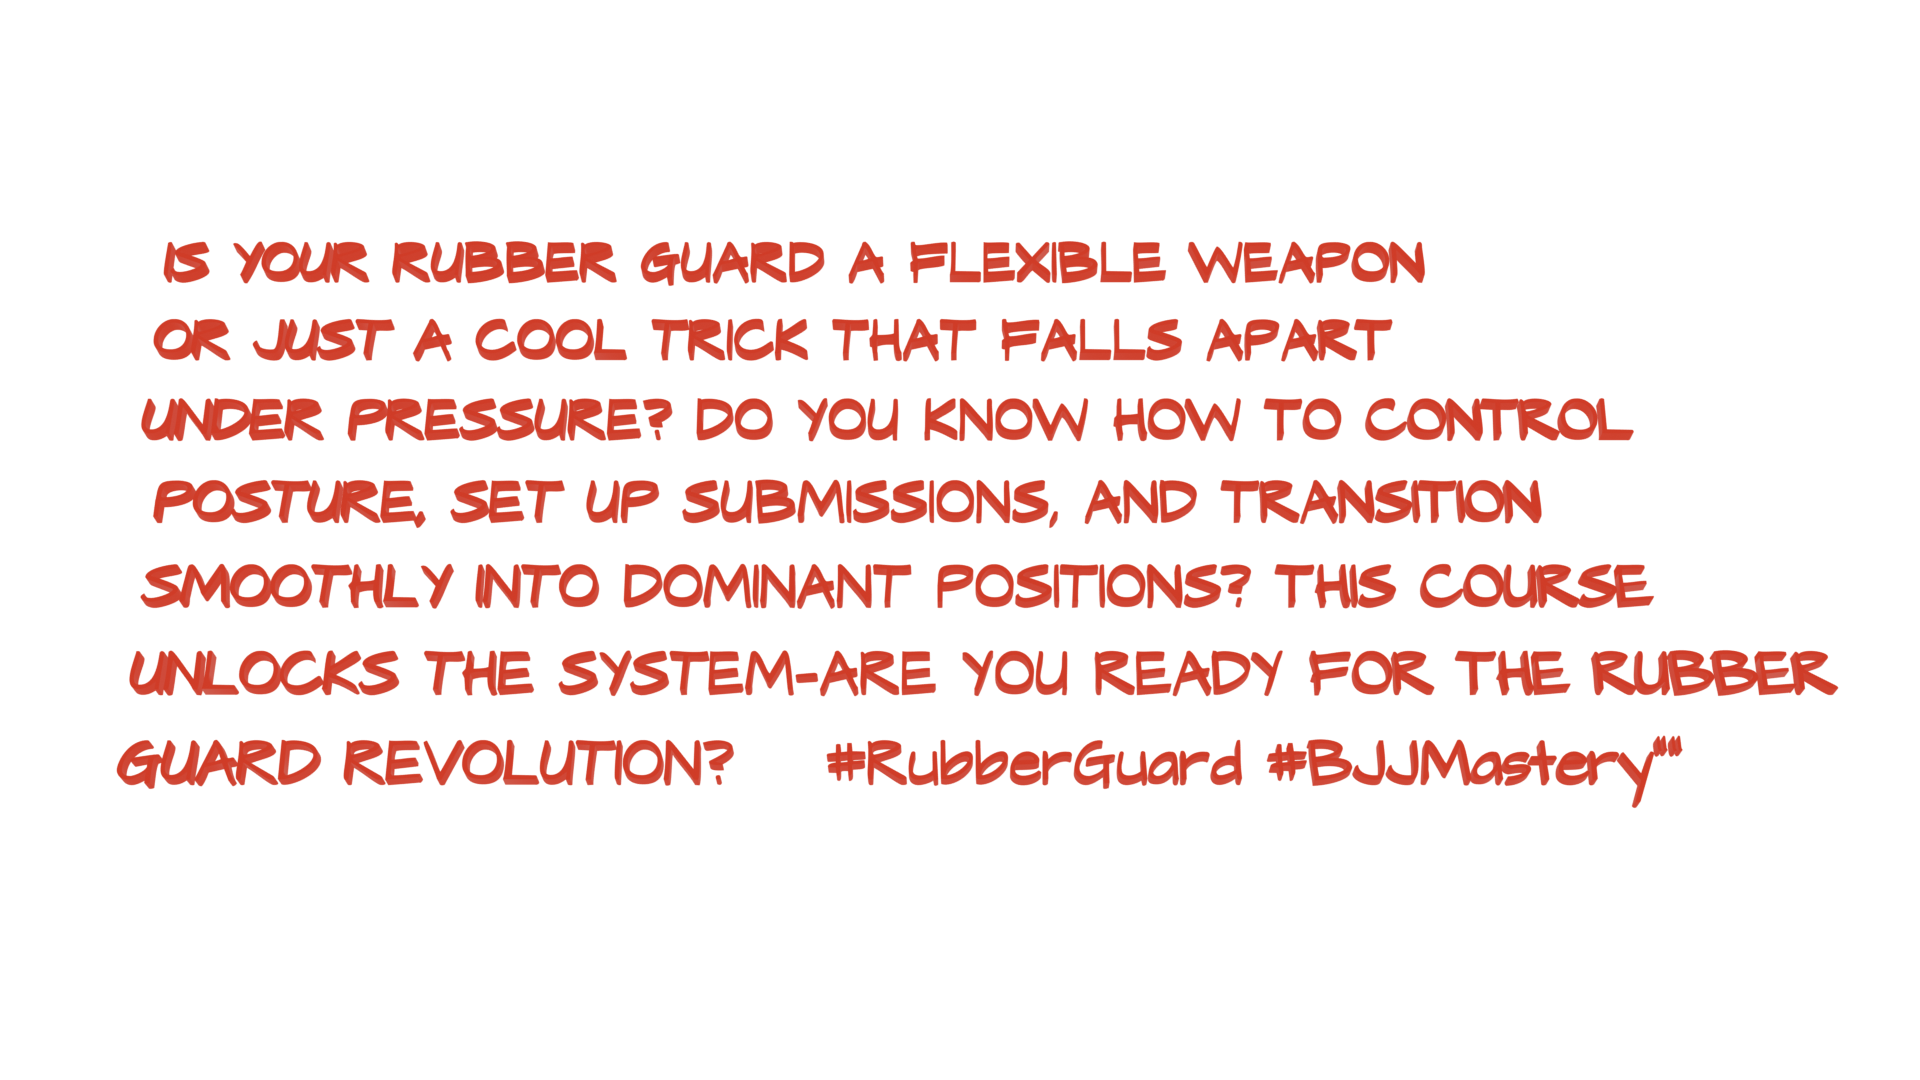 IS YOUR RUBBER GUARD A FLEXIBLE WEAPON
OR JUST A COOL TRICK THAT FALLS APART
UNDER PRESSURE? DO YOU KNOW HOW TO CONTROL
POSTURE, SET UP SUBMISSIONS, AND TRANSITION
SMOOTHLY INTO DOMINANT POSITIONS? THIS COURSE
UNLOCKS THE SYSTEM-ARE YOU READY FOR THE RUBBER
GUARD REVOLUTION? #RubberGuard #BJJMastery""